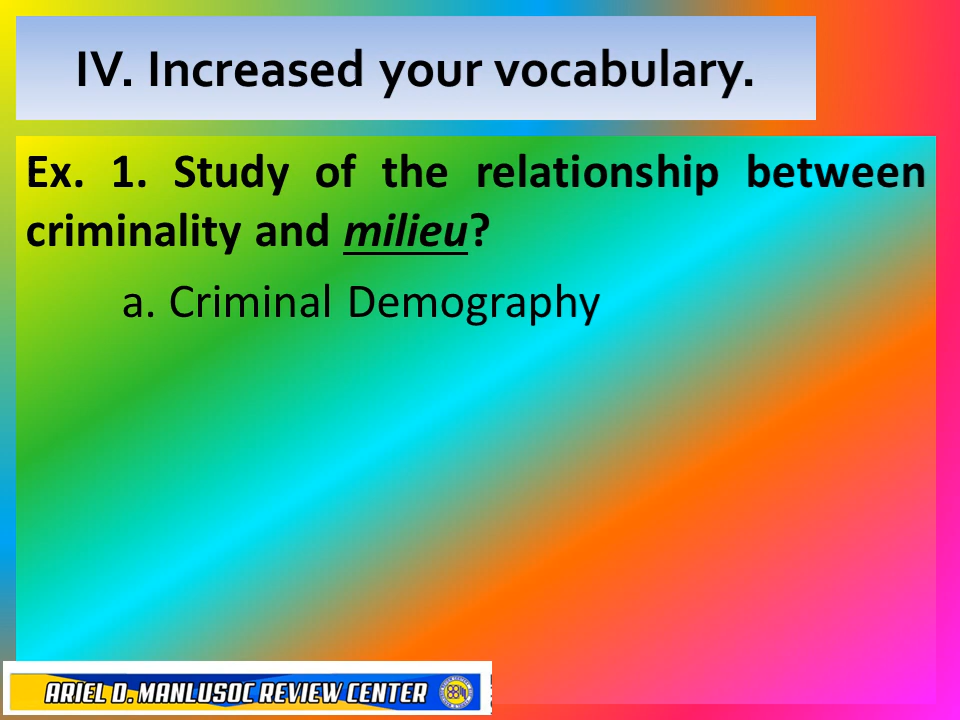 IV. Increased your vocabulary.
Ex. 1. Study of the relationship between
criminality and milieu?
a. Criminal Demography
ARIEL D. MANLUSOC REVIEW CENTER